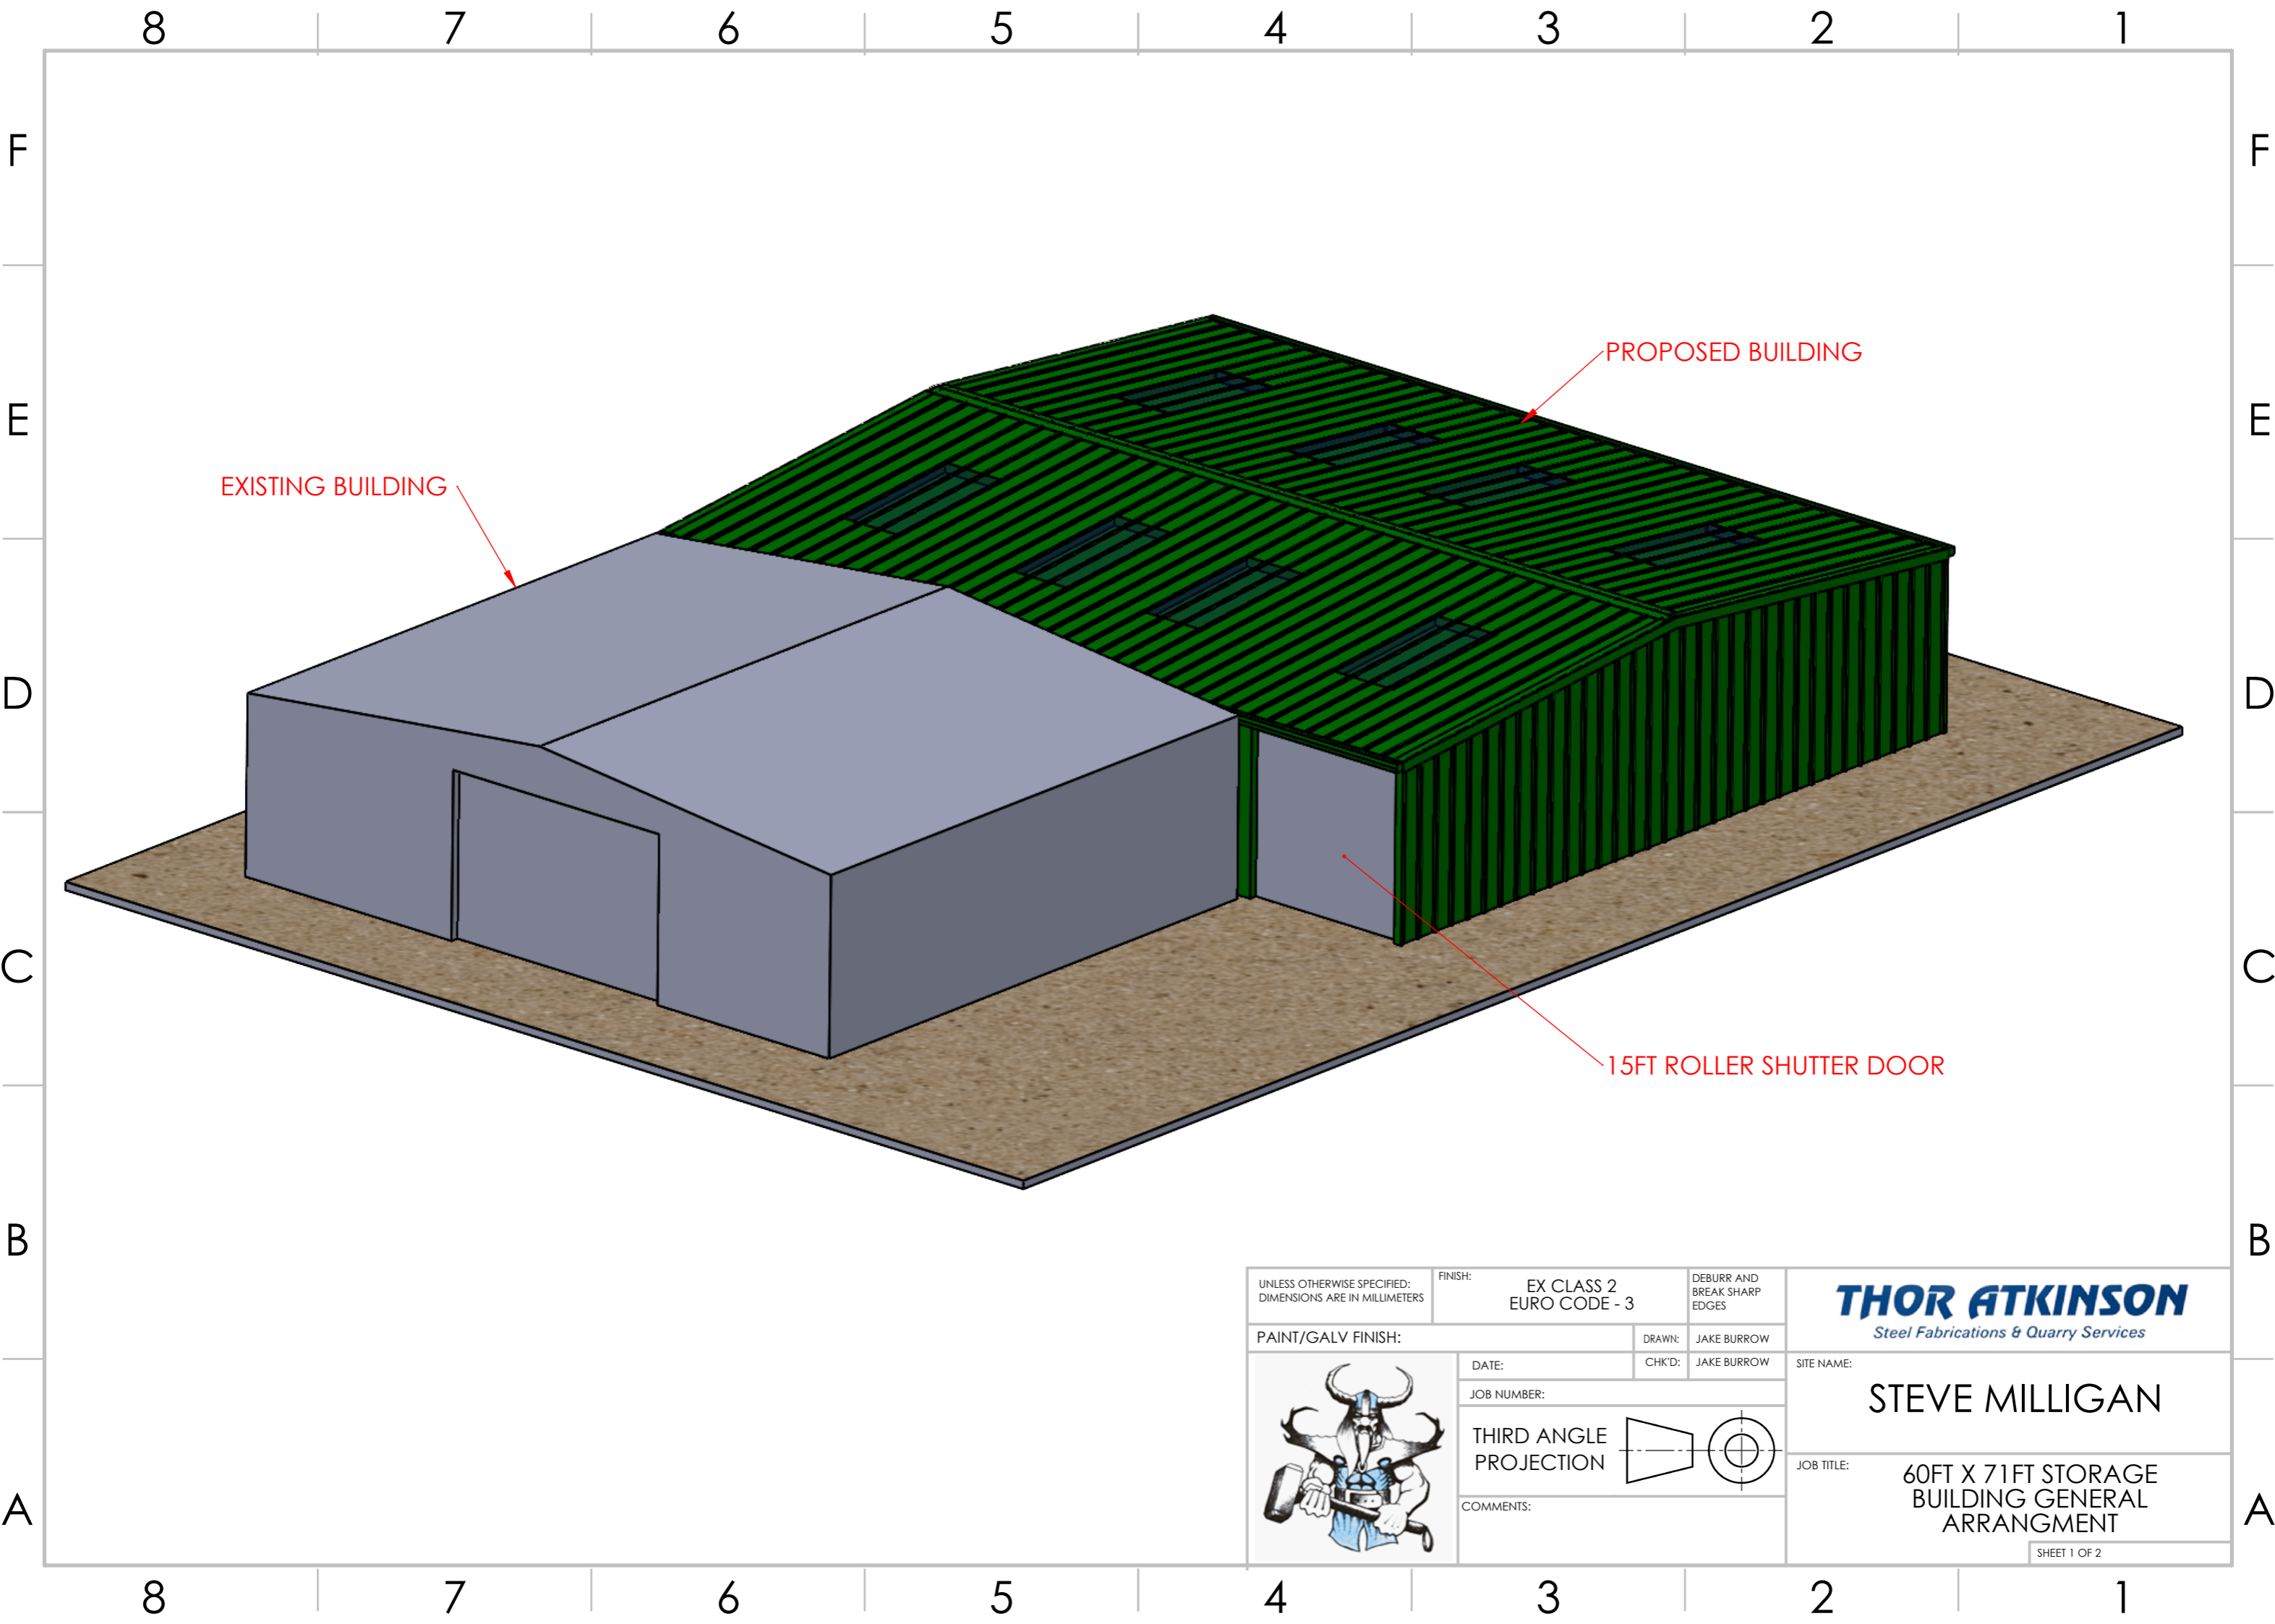 8 7 6 5 4 3 2 1
F F
PROPOSED BUILDING
E E
EXISTING BUILDING
D D
C C
15FT ROLLER SHUTTER DOOR
B B
UNLESS OTHERWISE SPECIFIED:
DIMENSIONS ARE IN MILLIMETERS
FINISH:
EX CLASS 2
EURO CODE - 3
DEBURR AND
BREAK SHARP
EDGES
THOR ATKINSON
Steel Fabrications & Quarry Services
PAINT/GALV FINISH:
DRAWN: JAKE BURROW
DATE:
CHK'D: JAKE BURROW
SITE NAME:
STEVE MILLIGAN
JOB NUMBER:
THIRD ANGLE
PROJECTION
JOB TITLE:
60FT X 71FT STORAGE
BUILDING GENERAL
ARRANGMENT
COMMENTS:
A A
SHEET 1 OF 2
8 7 6 5 4 3 2 1